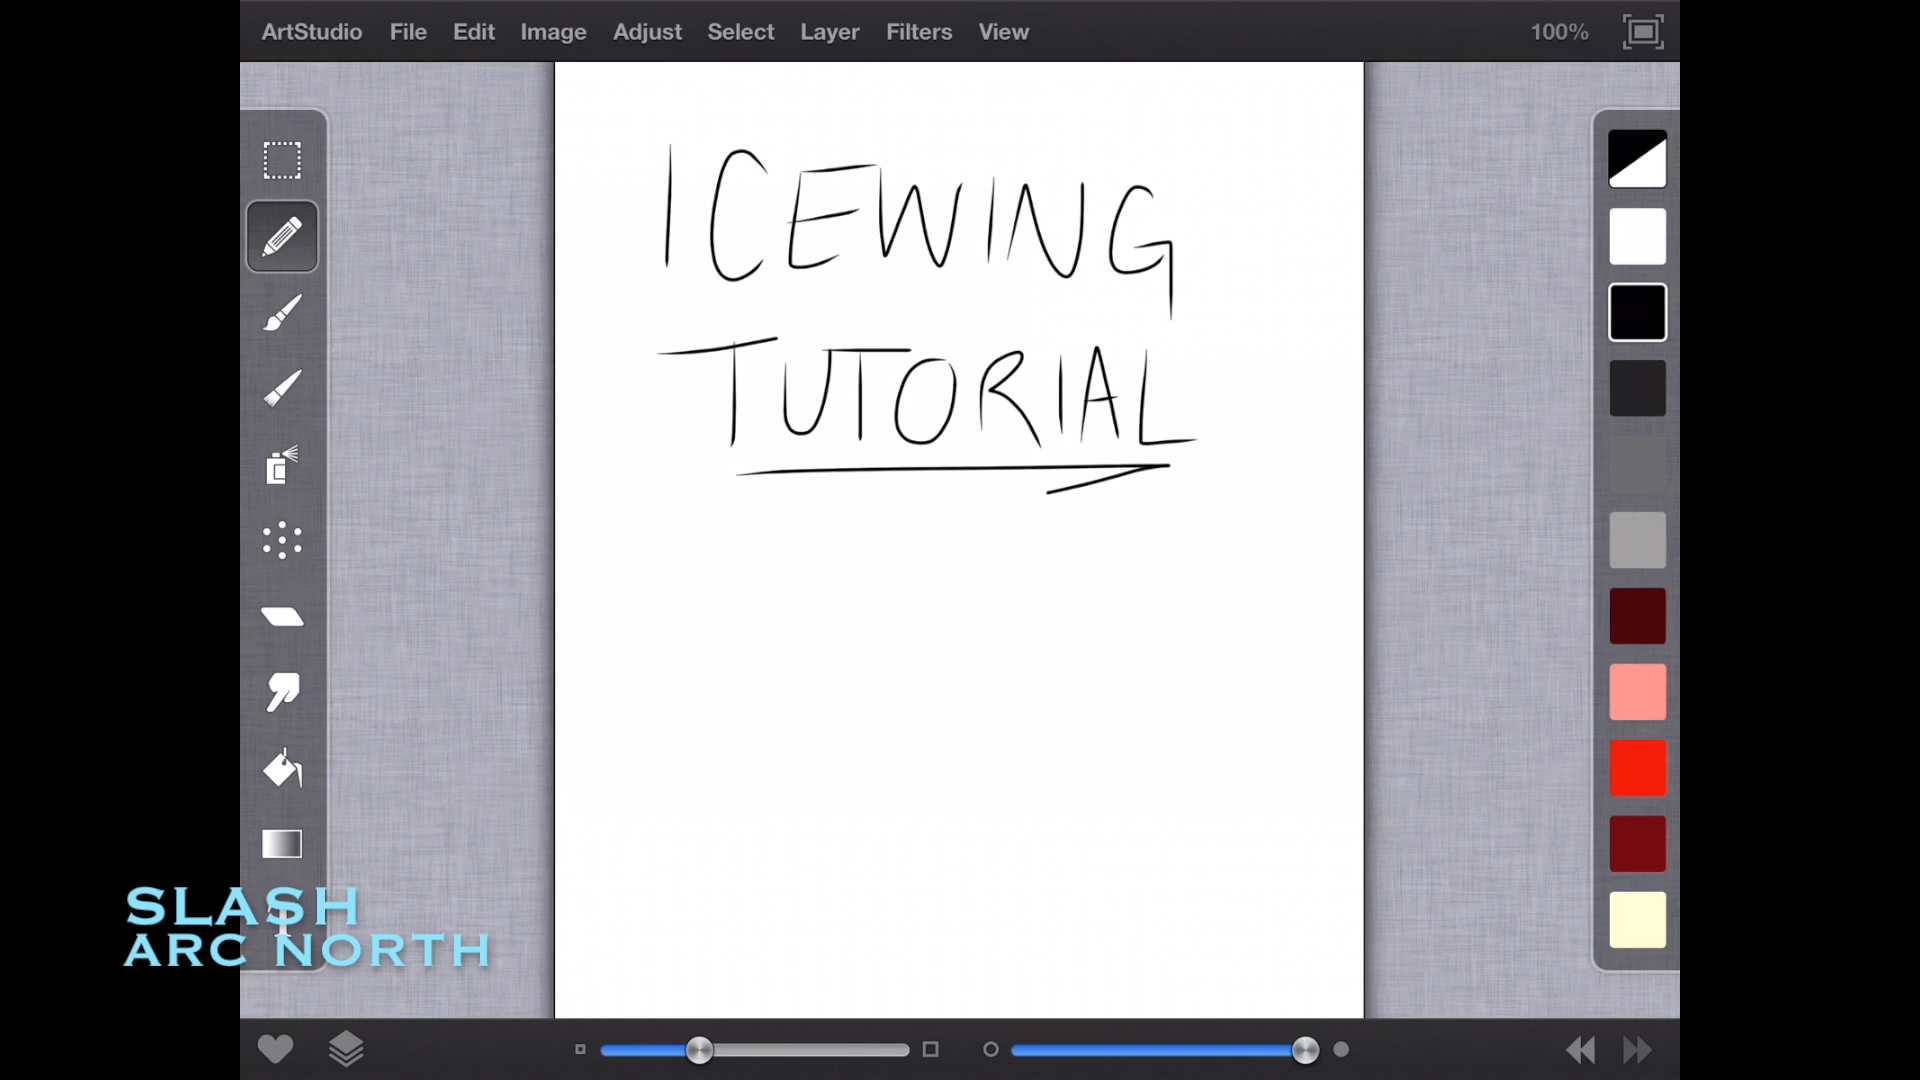 ArtStudio File Edit Image Adjust Select Layer Filters View 100%
ICEWING
TUTORIAL
SLASH
ARC NORTH